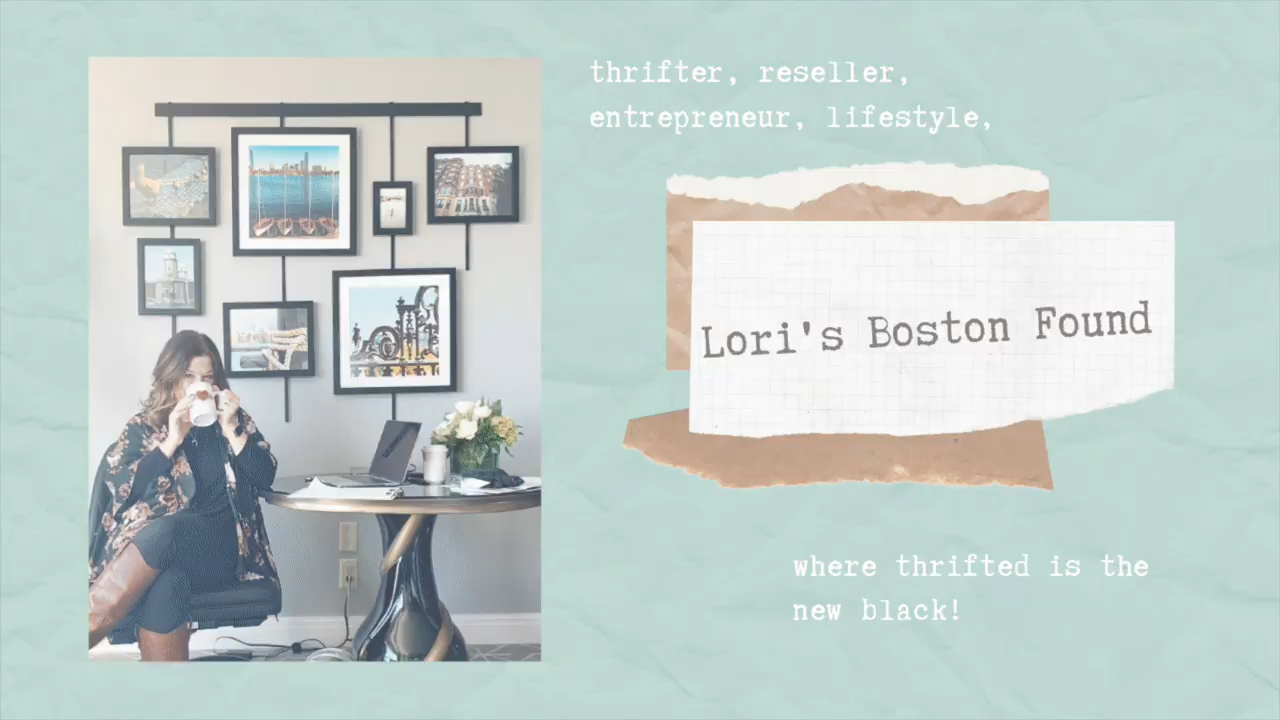 thrifter, reseller,
entrepreneur, lifestyle,
Lori's Boston Found
where thrifted is the
new black!